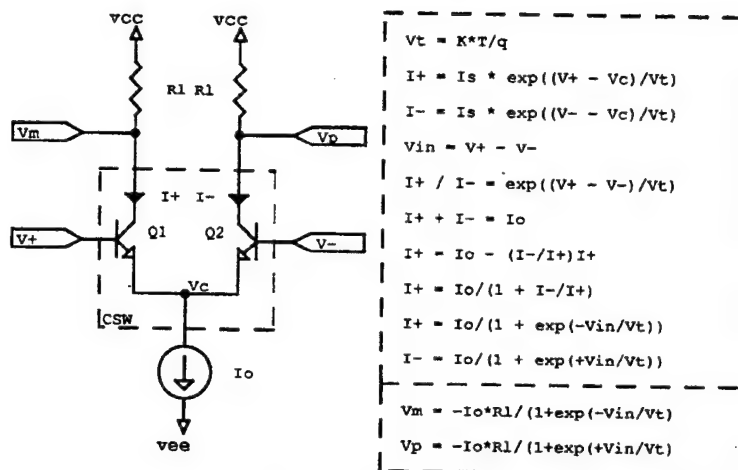 vcc
vcc
Rl Rl
Vm
Vp
I+ I-
V+
Q1
Q2
V-
Vc
CSW
Io
vee
Vt = K*T/q
I+ = Is * exp((V+ - Vc)/Vt)
I- = Is * exp((V- - Vc)/Vt)
Vin = V+ - V-
I+ / I- = exp((V+ - V-)/Vt)
I+ + I- = Io
I+ = Io - (I-/I+)I+
I+ = Io/(1 + I-/I+)
I+ = Io/(1 + exp(-Vin/Vt))
I- = Io/(1 + exp(+Vin/Vt))
Vm = -Io*Rl/(1+exp(-Vin/Vt)
Vp = -Io*Rl/(1+exp(+Vin/Vt)